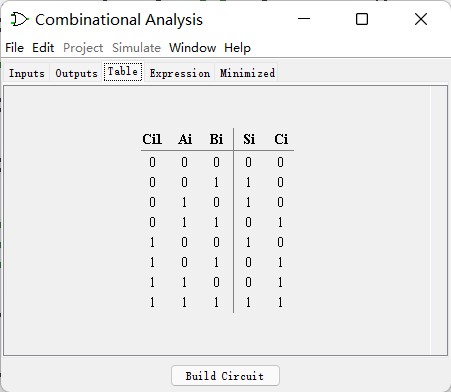 Combinational Analysis
File Edit Project Simulate Window Help
Inputs Outputs Table Expression Minimized
Ci1 Ai Bi Si Ci
0 0 0 0 0
0 0 1 1 0
0 1 0 1 0
0 1 1 0 1
1 0 0 1 0
1 0 1 0 1
1 1 0 0 1
1 1 1 1 1
Build Circuit